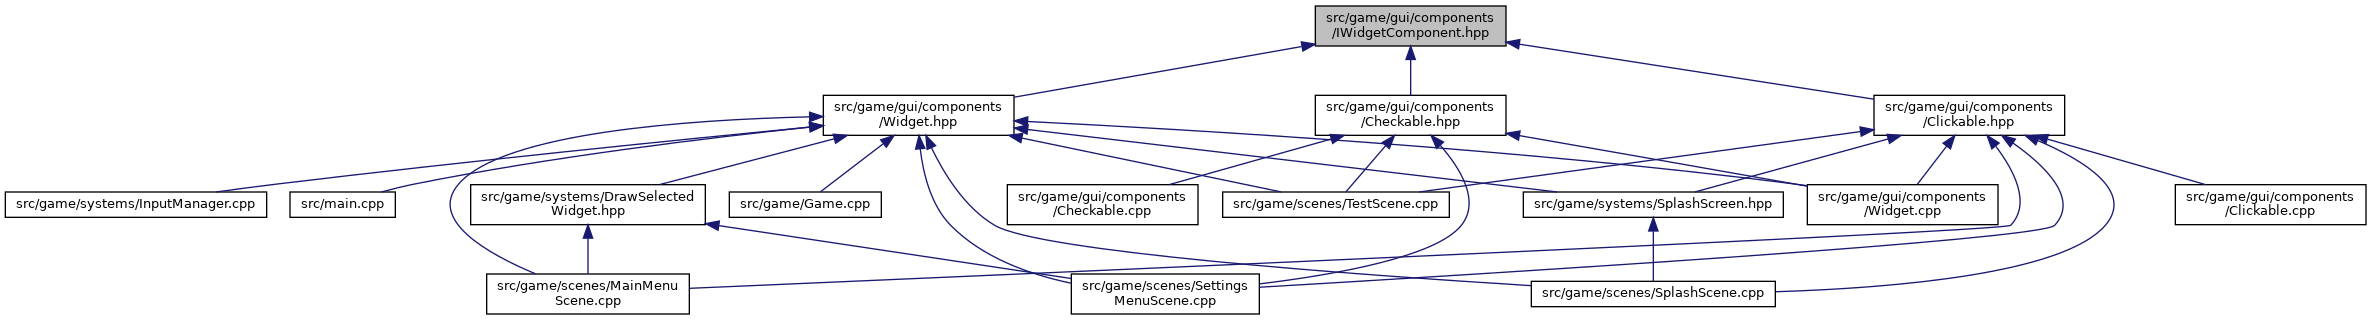 src/game/gui/components
/IWidgetComponent.hpp
src/game/gui/components
/Widget.hpp
src/game/gui/components
/Checkable.hpp
src/game/gui/components
/Clickable.hpp
src/game/systems/InputManager.cpp
src/main.cpp
src/game/systems/DrawSelected
Widget.hpp
src/game/Game.cpp
src/game/gui/components
/Checkable.cpp
src/game/scenes/TestScene.cpp
src/game/systems/SplashScreen.hpp
src/game/gui/components
/Widget.cpp
src/game/gui/components
/Clickable.cpp
src/game/scenes/MainMenu
Scene.cpp
src/game/scenes/Settings
MenuScene.cpp
src/game/scenes/SplashScene.cpp